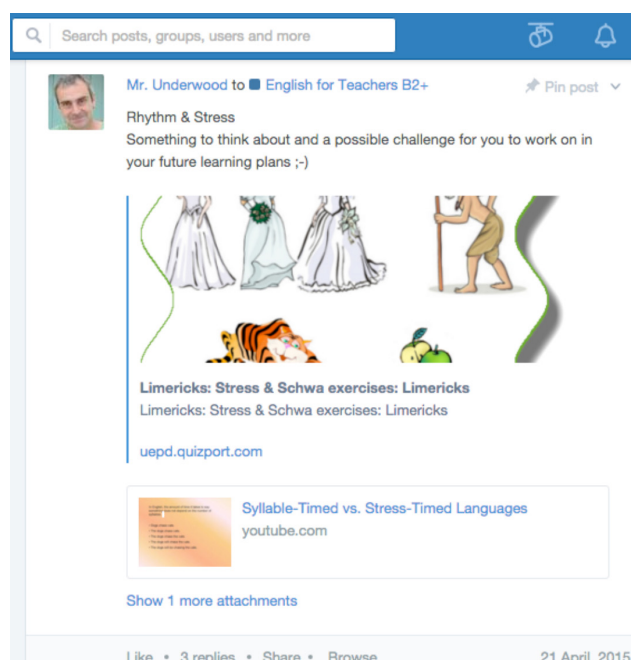 Search posts, groups, users and more
Mr. Underwood to English for Teachers B2+
Pin post
Rhythm & Stress
Something to think about and a possible challenge for you to work on in
your future learning plans ;-)
Limericks: Stress & Schwa exercises: Limericks
Limericks: Stress & Schwa exercises: Limericks
uepd.quizport.com
Syllable-Timed vs. Stress-Timed Languages
youtube.com
Show 1 more attachments
Like • 3 replies • Share • Browse
21 April, 2015